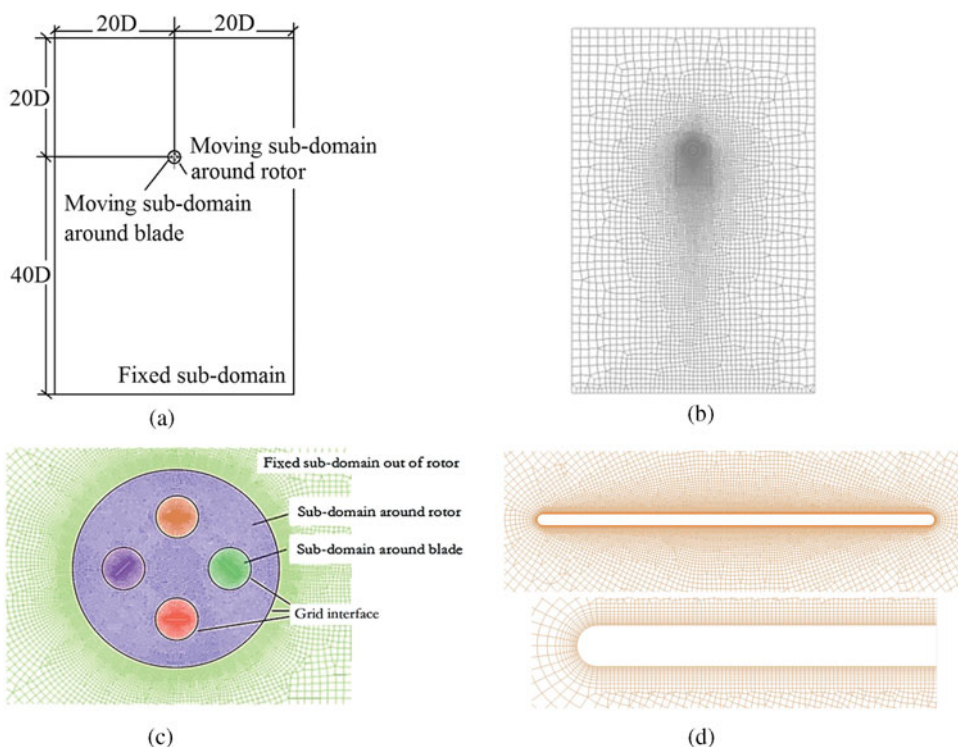 20D
20D
20D
Moving sub-domain
around rotor
Moving sub-domain
around blade
40D
Fixed sub-domain
(a)
(b)
Fixed sub-domain out of rotor
Sub-domain around rotor
Sub-domain around blade
Grid interface
(c)
(d)